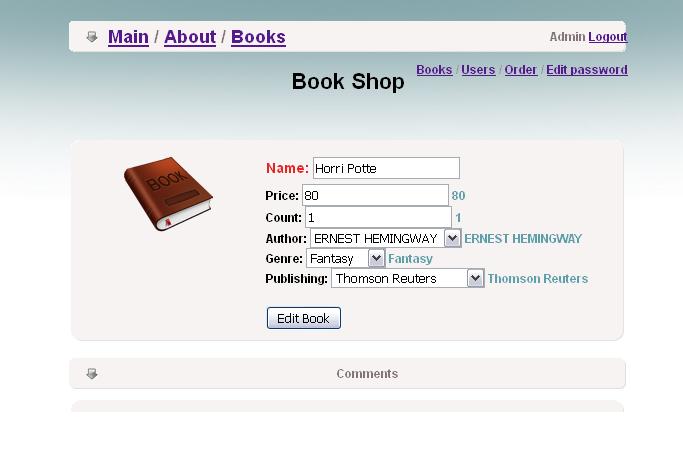 Main / About / Books
Admin Logout
Books / Users / Order / Edit password
Book Shop
BOOK
Name: Horri Potte
Price: 80 80
Count: 1 1
Author: ERNEST HEMINGWAY ERNEST HEMINGWAY
Genre: Fantasy Fantasy
Publishing: Thomson Reuters Thomson Reuters
Edit Book
Comments